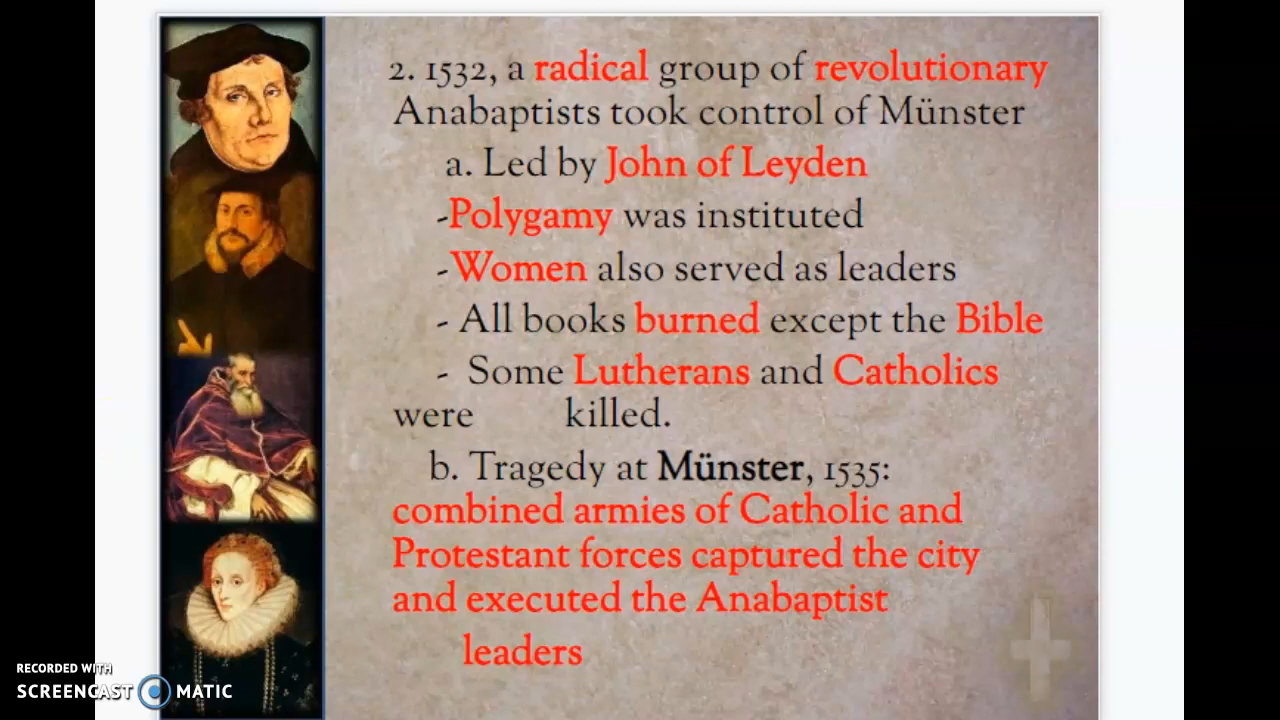 2. 1532, a radical group of revolutionary
Anabaptists took control of Münster
a. Led by John of Leyden
-Polygamy was instituted
-Women also served as leaders
- All books burned except the Bible
- Some Lutherans and Catholics
were killed.
b. Tragedy at Münster, 1535:
combined armies of Catholic and
Protestant forces captured the city
and executed the Anabaptist
leaders
RECORDED WITH
SCREENCAST MATIC